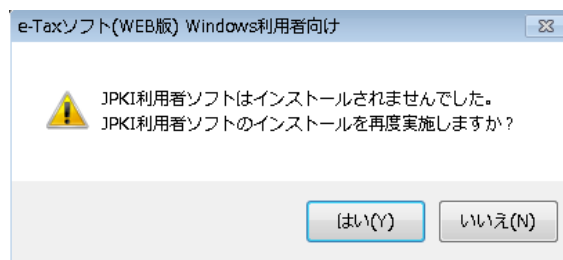 e-Taxソフト(WEB版) Windows利用者向け
JPKI利用者ソフトはインストールされませんでした。
JPKI利用者ソフトのインストールを再度実施しますか？
はい(Y)
いいえ(N)